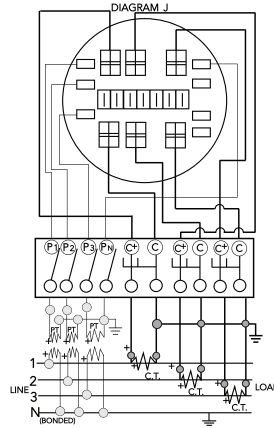 DIAGRAM J
P1 P2 P3 PN C+ C C+ C C+ C
PT PT PT
+ + +
1 + + C.T.
2 + + C.T.
LINE 3 + + LOAD
N C.T.
(BONDED)